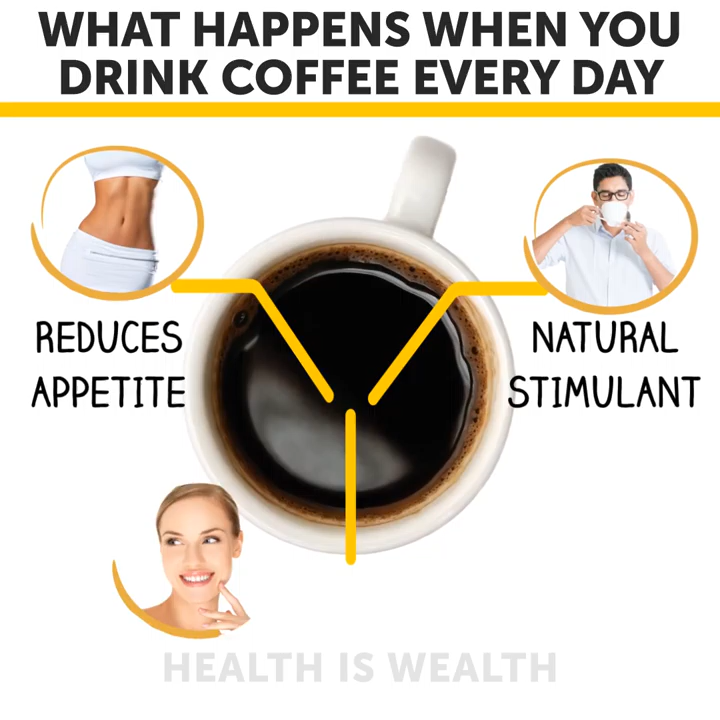 WHAT HAPPENS WHEN YOU
DRINK COFFEE EVERY DAY
REDUCES
APPETITE
NATURAL
STIMULANT
HEALTH IS WEALTH